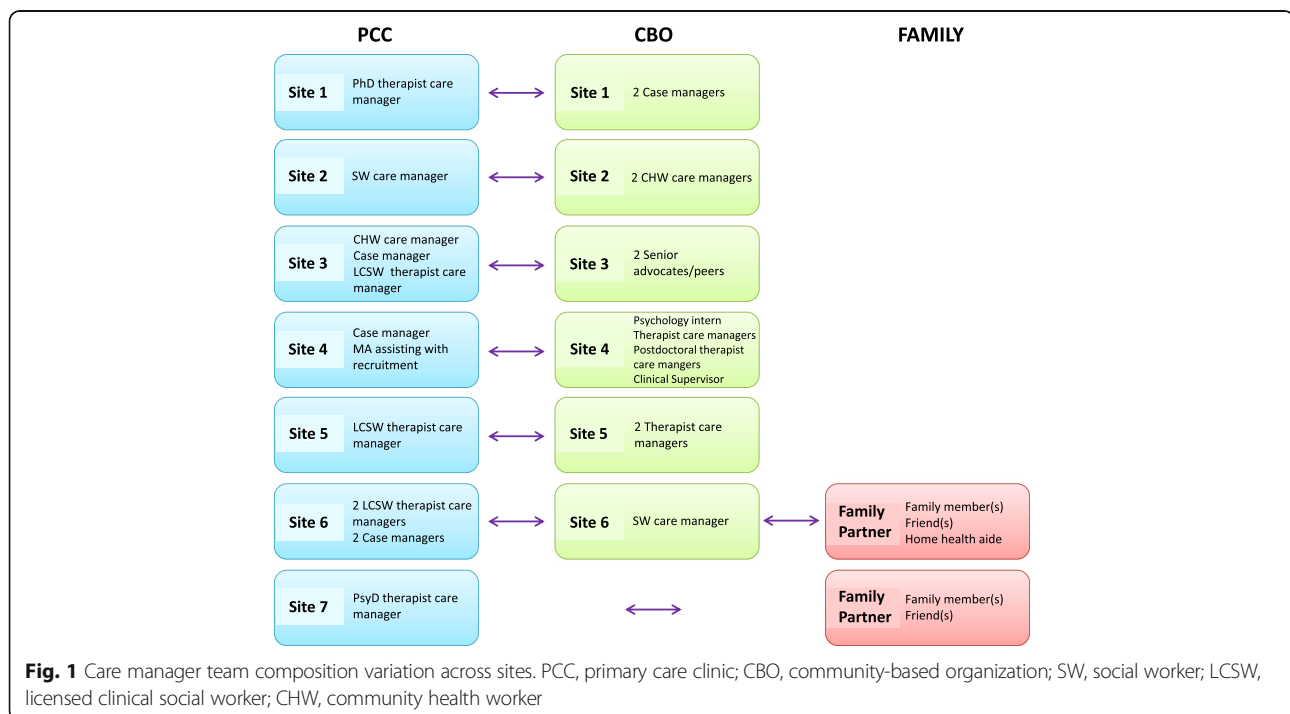 PCC
CBO
FAMILY
Site 1
PhD therapist care
manager
Site 1
2 Case managers
Site 2
SW care manager
Site 2
2 CHW care managers
Site 3
CHW care manager
Case manager
LCSW therapist care
manager
Site 3
2 Senior
advocates/peers
Site 4
Case manager
MA assisting with
recruitment
Site 4
Psychology intern
Therapist care managers
Postdoctoral therapist
care mangers
Clinical Supervisor
Site 5
LCSW therapist care
manager
Site 5
2 Therapist care
managers
Site 6
2 LCSW therapist care
managers
2 Case managers
Site 6
SW care manager
Family
Partner
Family member(s)
Friend(s)
Home health aide
Site 7
PsyD therapist care
manager
Family
Partner
Family member(s)
Friend(s)
Fig. 1 Care manager team composition variation across sites. PCC, primary care clinic; CBO, community-based organization; SW, social worker; LCSW,
licensed clinical social worker; CHW, community health worker